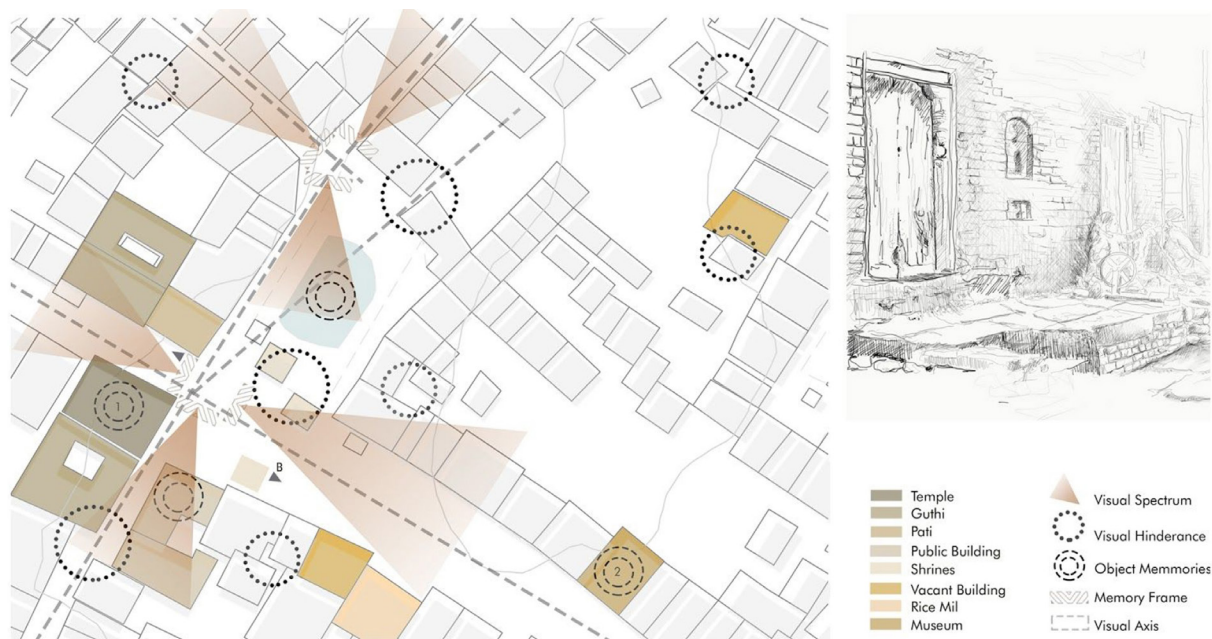 1
B
2
Temple
Guthi
Pati
Public Building
Shrines
Vacant Building
Rice Mil
Museum
Visual Spectrum
Visual Hinderance
Object Memmories
Memory Frame
Visual Axis